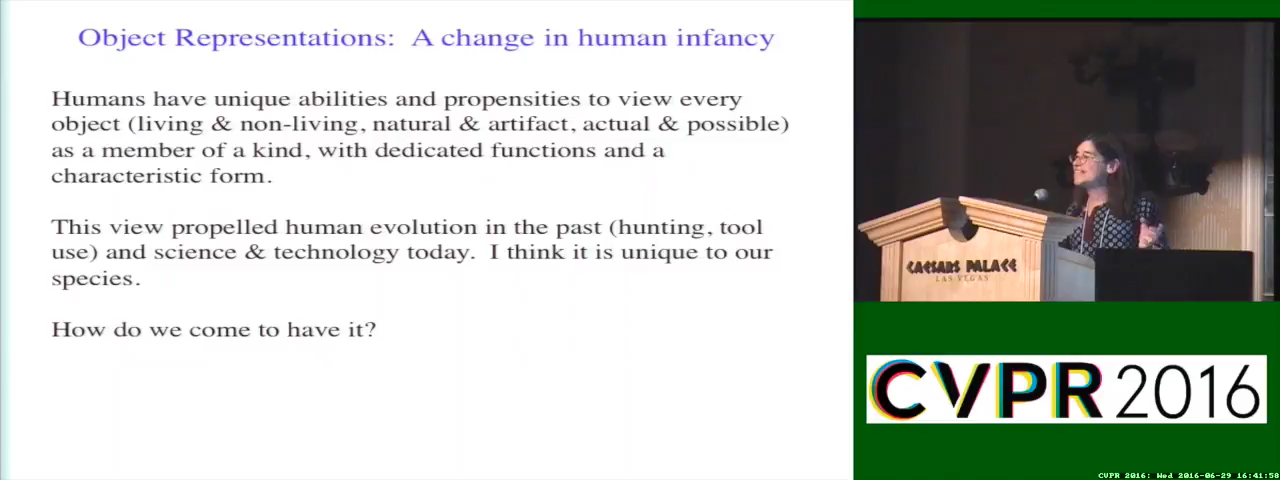 Object Representations: A change in human infancy
Humans have unique abilities and propensities to view every
object (living & non-living, natural & artifact, actual & possible)
as a member of a kind, with dedicated functions and a
characteristic form.
This view propelled human evolution in the past (hunting, tool
use) and science & technology today. I think it is unique to our
species.
How do we come to have it?
CAESARS PALACE
LAS VEGAS
CVPR 2016
CVPR 2016: Wed 2016-06-29 16:41:58